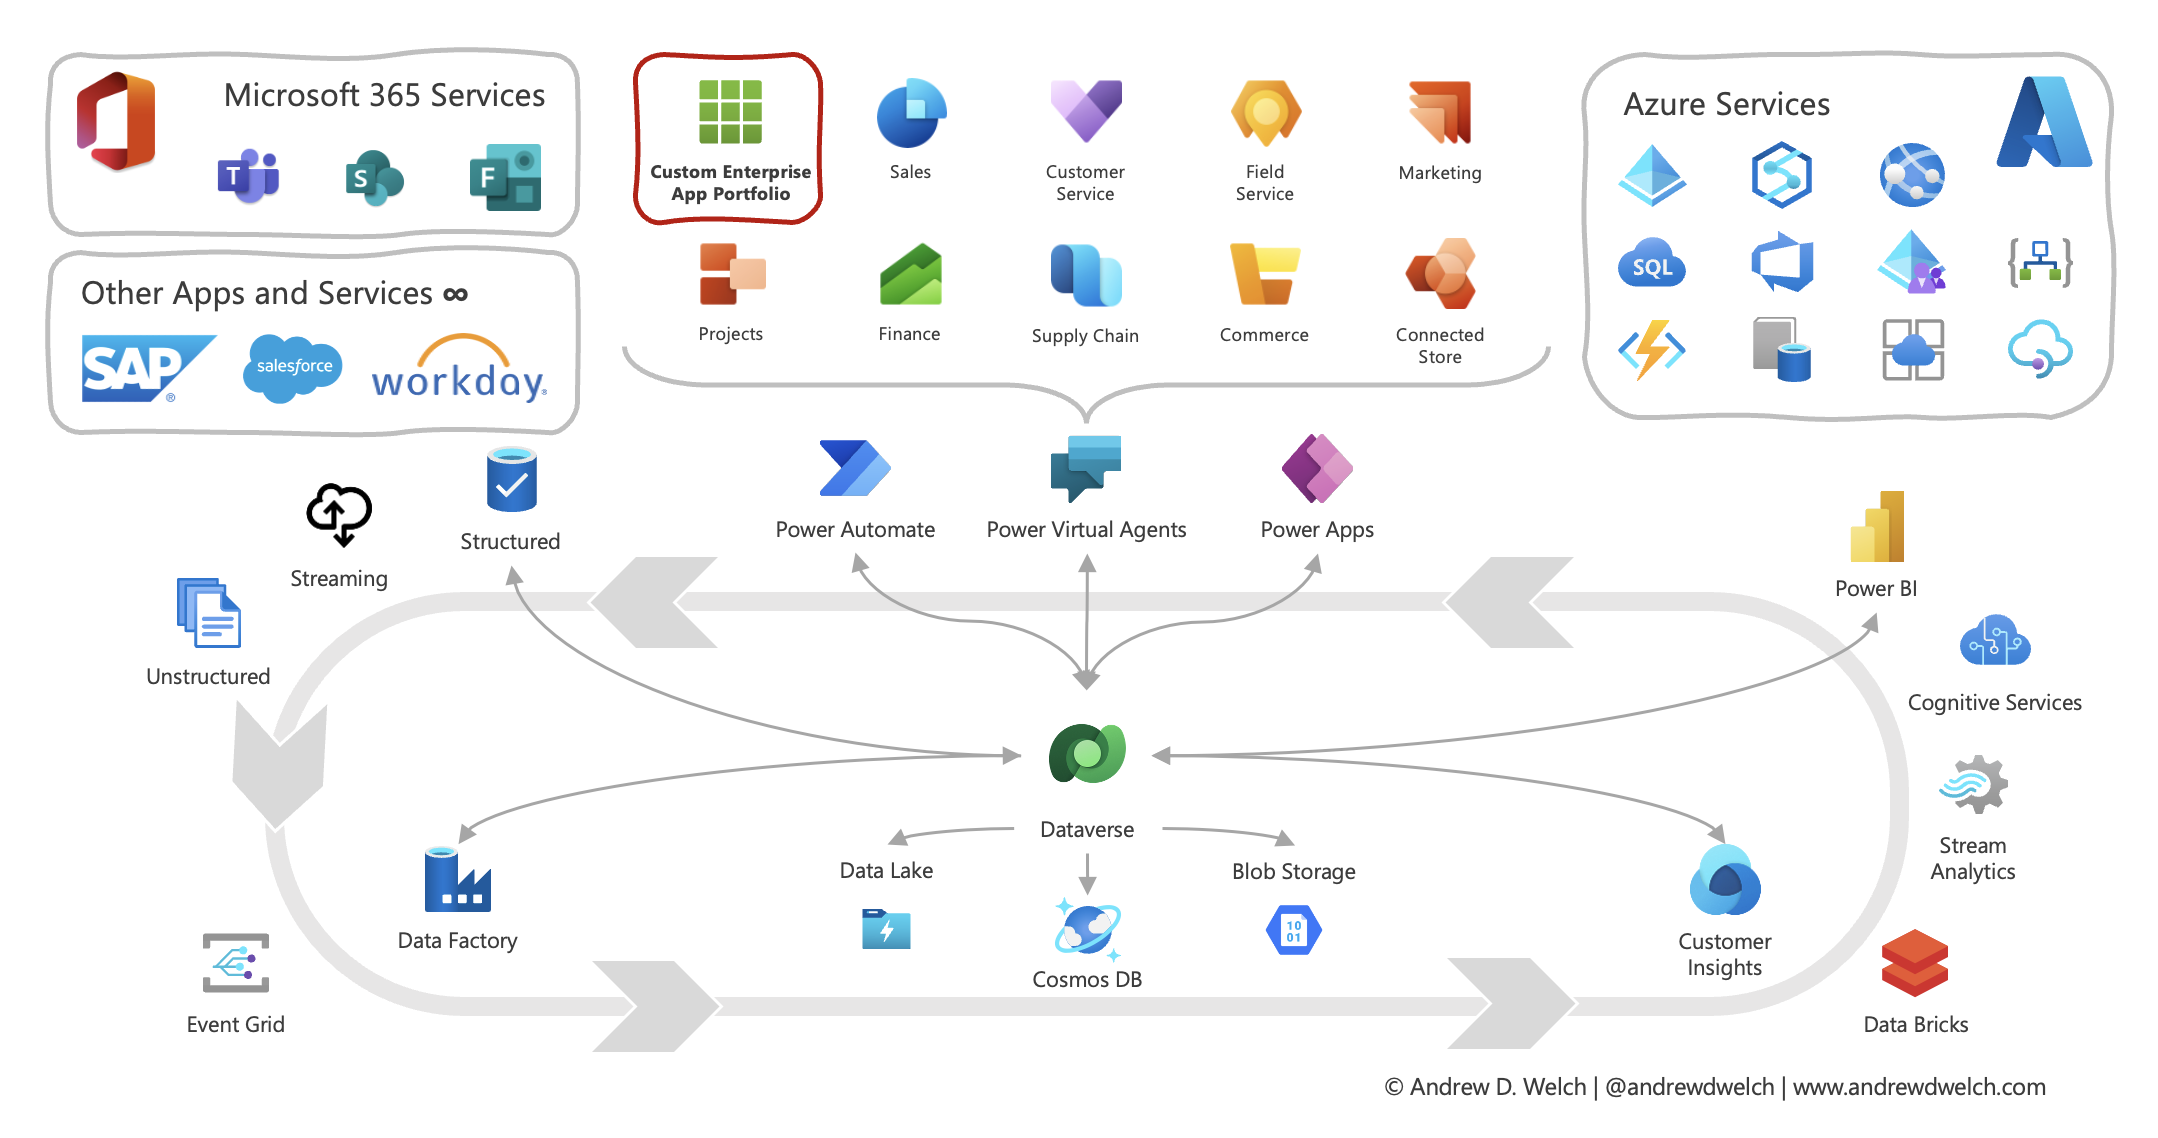 Microsoft 365 Services
T
S
F
Other Apps and Services ∞
SAP
®
salesforce
workday®
Custom Enterprise
App Portfolio
Sales
Customer
Service
Field
Service
Marketing
Projects
Finance
Supply Chain
Commerce
Connected
Store
Azure Services
SQL
Power Automate
Power Virtual Agents
Power Apps
Structured
Streaming
Unstructured
Power BI
Cognitive Services
Stream
Analytics
Dataverse
Data Lake
Blob Storage
10
01
Cosmos DB
Data Factory
Event Grid
Customer
Insights
Data Bricks
© Andrew D. Welch | @andrewdwelch | www.andrewdwelch.com